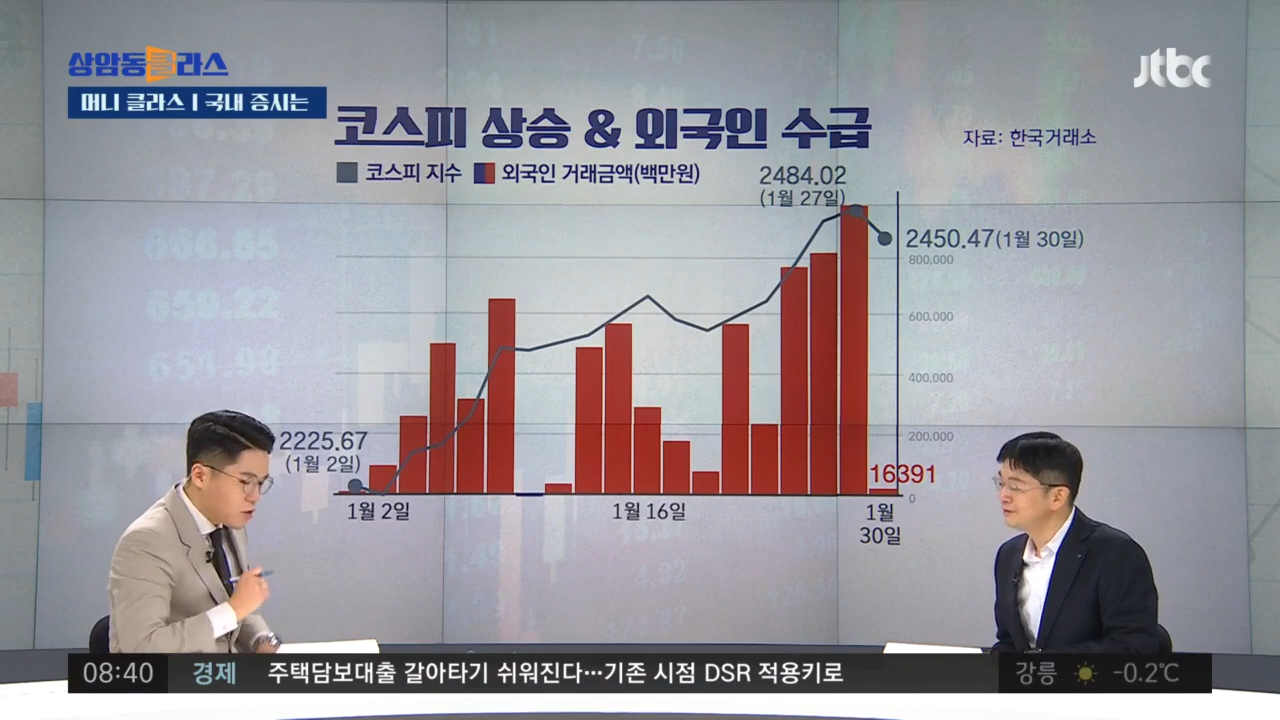 상암동클라스
jtbc
머니 클라스 | 국내 증시는
코스피 상승 & 외국인 수급
자료: 한국거래소
코스피 지수 외국인 거래금액(백만원)
2484.02
(1월 27일)
2450.47(1월 30일)
800,000
600,000
400,000
200,000
0
2225.67
(1월 2일)
16391
1월 2일
1월 16일
1월
30일
686.65
659.22
654.98
08:40 경제 주택담보대출 갈아타기 쉬워진다…기존 시점 DSR 적용키로
강릉 -0.2℃